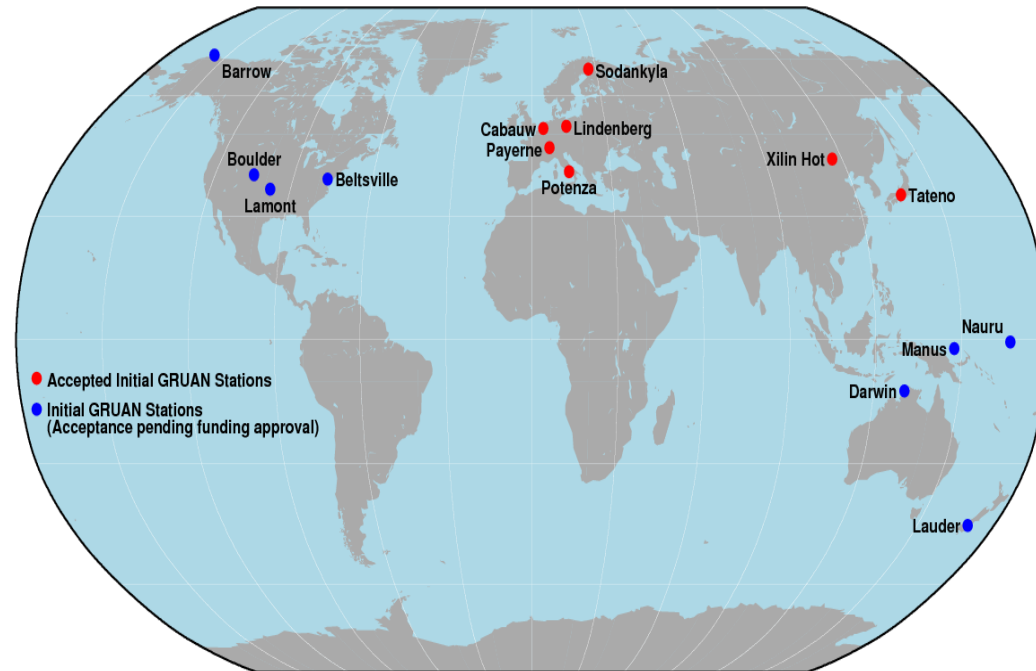 Barrow
Sodankyla
Cabauw
Lindenberg
Payerne
Potenza
Boulder
Lamont
Beltsville
Xilin Hot
Tateno
Nauru
Manus
Darwin
Lauder
Accepted Initial GRUAN Stations
Initial GRUAN Stations
(Acceptance pending funding approval)